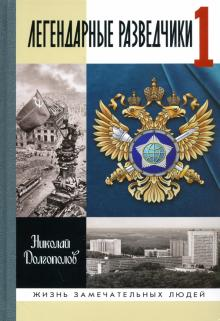 ЛЕГЕНДАРНЫЕ РАЗВЕДЧИКИ 1
Николай
Долгополов
ЖИЗНЬ ЗАМЕЧАТЕЛЬНЫХ ЛЮДЕЙ